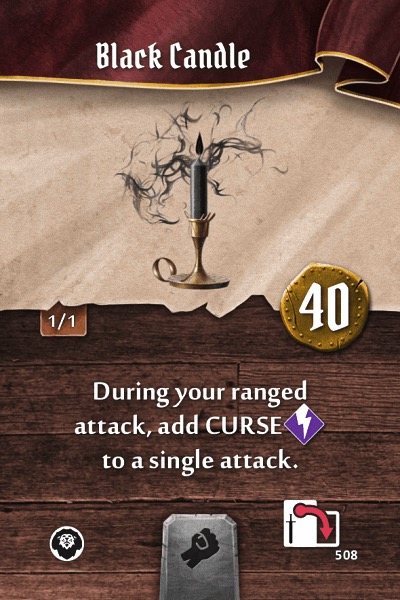 Black Candle
1/1
40
During your ranged
attack, add CURSE
to a single attack.
508